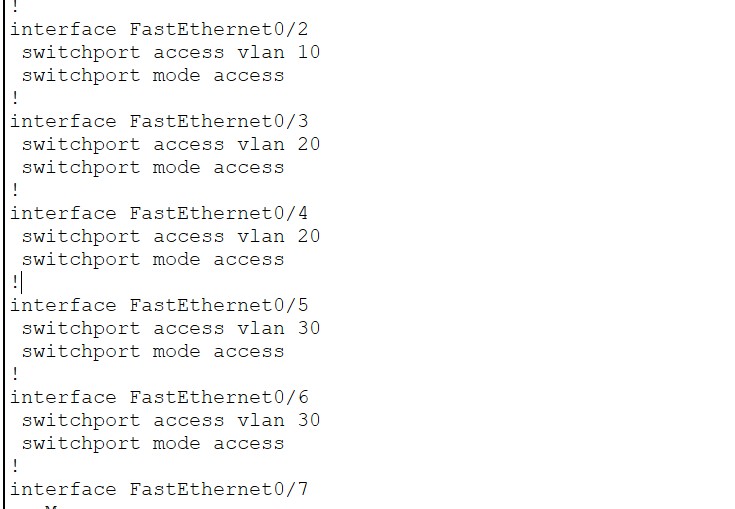 !
interface FastEthernet0/2
 switchport access vlan 10
 switchport mode access
!
interface FastEthernet0/3
 switchport access vlan 20
 switchport mode access
!
interface FastEthernet0/4
 switchport access vlan 20
 switchport mode access
!
interface FastEthernet0/5
 switchport access vlan 30
 switchport mode access
!
interface FastEthernet0/6
 switchport access vlan 30
 switchport mode access
!
interface FastEthernet0/7